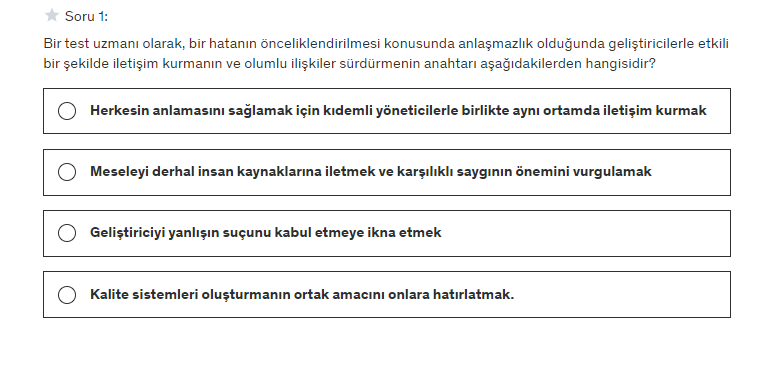 Soru 1:
Bir test uzmanı olarak, bir hatanın önceliklendirilmesi konusunda anlaşmazlık olduğunda geliştiricilerle etkili
bir şekilde iletişim kurmanın ve olumlu ilişkiler sürdürmenin anahtarı aşağıdakilerden hangisidir?
Herkesin anlamasını sağlamak için kıdemli yöneticilerle birlikte aynı ortamda iletişim kurmak
Meseleyi derhal insan kaynaklarına iletmek ve karşılıklı saygının önemini vurgulamak
Geliştiriciyi yanlışın suçunu kabul etmeye ikna etmek
Kalite sistemleri oluşturmanın ortak amacını onlara hatırlatmak.